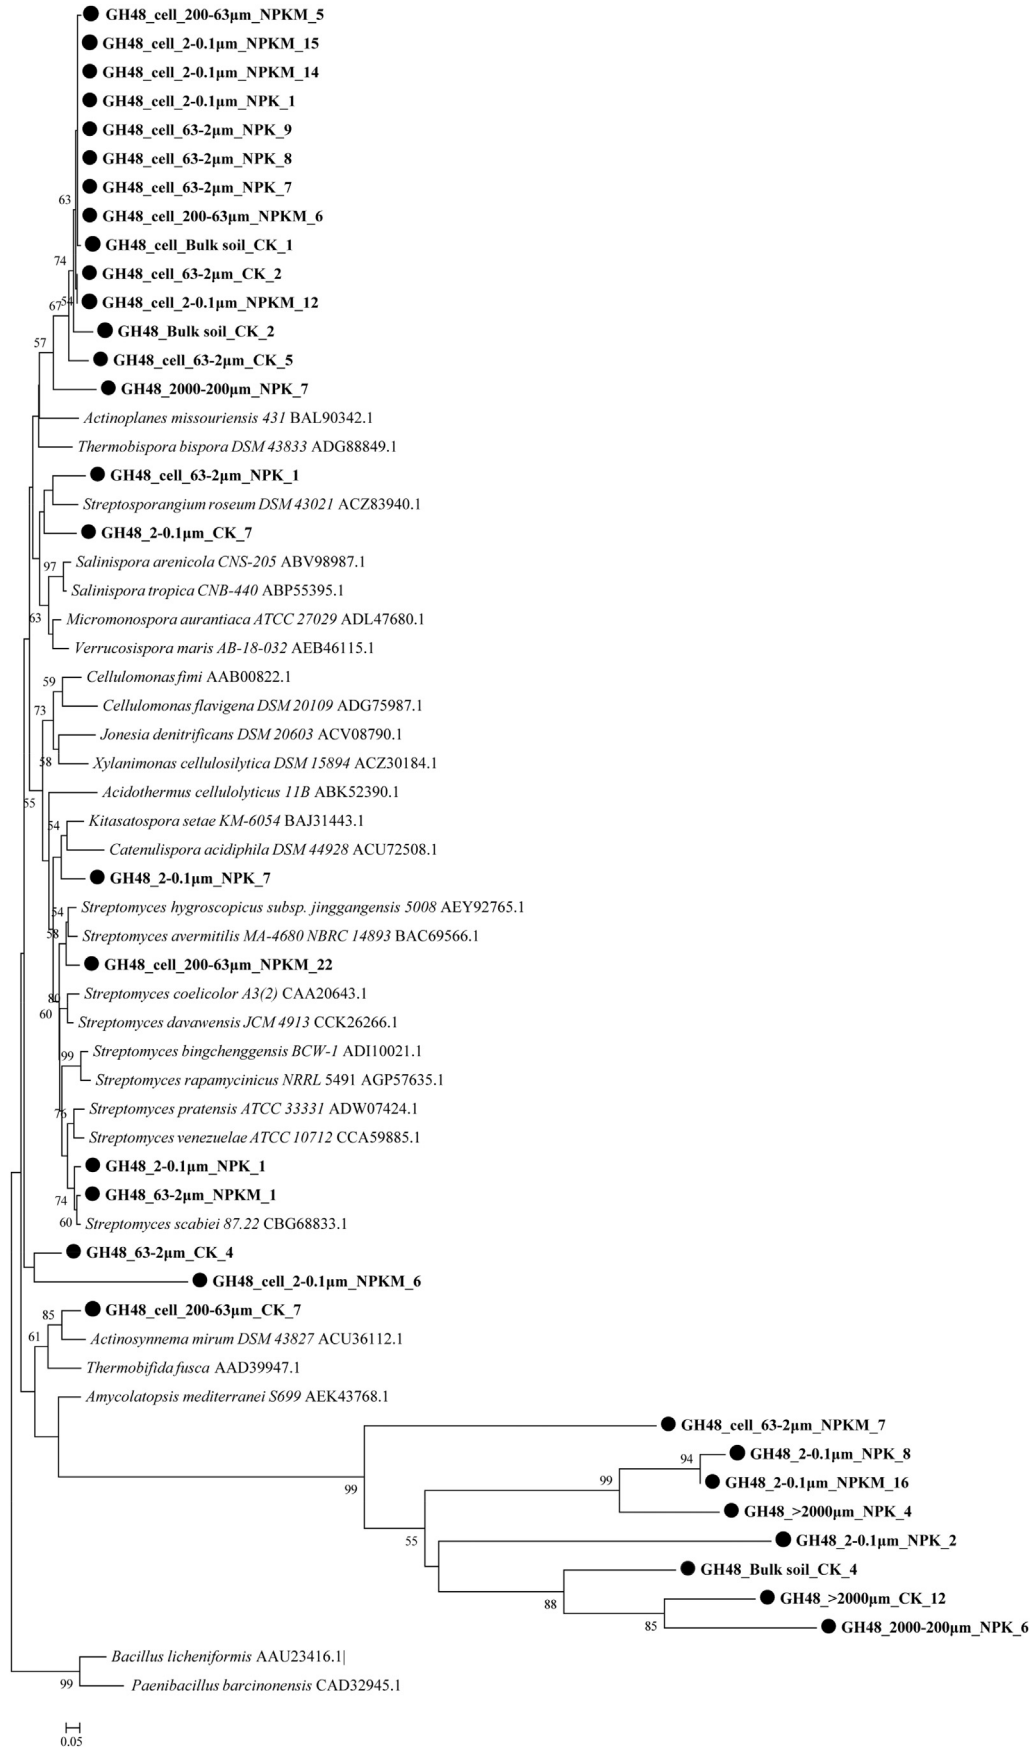 GH48_cell_200-63µm_NPKM_5
GH48_cell_2-0.1µm_NPKM_15
GH48_cell_2-0.1µm_NPKM_14
GH48_cell_2-0.1µm_NPK_1
GH48_cell_63-2µm_NPK_9
GH48_cell_63-2µm_NPK_8
GH48_cell_63-2µm_NPK_7
63
GH48_cell_200-63µm_NPKM_6
GH48_cell_Bulk soil_CK_1
74
GH48_cell_63-2µm_CK_2
67
54
GH48_cell_2-0.1µm_NPKM_12
GH48_Bulk soil_CK_2
57
GH48_cell_63-2µm_CK_5
GH48_2000-200µm_NPK_7
Actinoplanes missouriensis 431 BAL90342.1
Thermobispora bispora DSM 43833 ADG88849.1
GH48_cell_63-2µm_NPK_1
Streptosporangium roseum DSM 43021 ACZ83940.1
GH48_2-0.1µm_CK_7
97
Salinispora arenicola CNS-205 ABV98987.1
Salinispora tropica CNB-440 ABP55395.1
63
Micromonospora aurantiaca ATCC 27029 ADL47680.1
Verrucosispora maris AB-18-032 AEB46115.1
59
Cellulomonas fimi AAB00822.1
73
Cellulomonas flavigena DSM 20109 ADG75987.1
Jonesia denitrificans DSM 20603 ACV08790.1
58
Xylanimonas cellulosilytica DSM 15894 ACZ30184.1
55
Acidothermus cellulolyticus 11B ABK52390.1
54
Kitasatospora setae KM-6054 BAJ31443.1
Catenulispora acidiphila DSM 44928 ACU72508.1
GH48_2-0.1µm_NPK_7
54
Streptomyces hygroscopicus subsp. jinggangensis 5008 AEY92765.1
58
Streptomyces avermitilis MA-4680 NBRC 14893 BAC69566.1
GH48_cell_200-63µm_NPKM_22
80
Streptomyces coelicolor A3(2) CAA20643.1
60
Streptomyces davawensis JCM 4913 CCK26266.1
99
Streptomyces bingchenggensis BCW-1 ADI10021.1
Streptomyces rapamycinicus NRRL 5491 AGP57635.1
76
Streptomyces pratensis ATCC 33331 ADW07424.1
Streptomyces venezuelae ATCC 10712 CCA59885.1
GH48_2-0.1µm_NPK_1
74
GH48_63-2µm_NPKM_1
60
Streptomyces scabiei 87.22 CBG68833.1
GH48_63-2µm_CK_4
GH48_cell_2-0.1µm_NPKM_6
85
GH48_cell_200-63µm_CK_7
61
Actinosynnema mirum DSM 43827 ACU36112.1
Thermobifida fusca AAD39947.1
Amycolatopsis mediterranei S699 AEK43768.1
GH48_cell_63-2µm_NPKM_7
94
GH48_2-0.1µm_NPK_8
99
99
GH48_2-0.1µm_NPKM_16
GH48_>2000µm_NPK_4
55
GH48_2-0.1µm_NPK_2
GH48_Bulk soil_CK_4
88
GH48_>2000µm_CK_12
85
GH48_2000-200µm_NPK_6
Bacillus licheniformis AAU23416.1|
99
Paenibacillus barcinonensis CAD32945.1
0.05